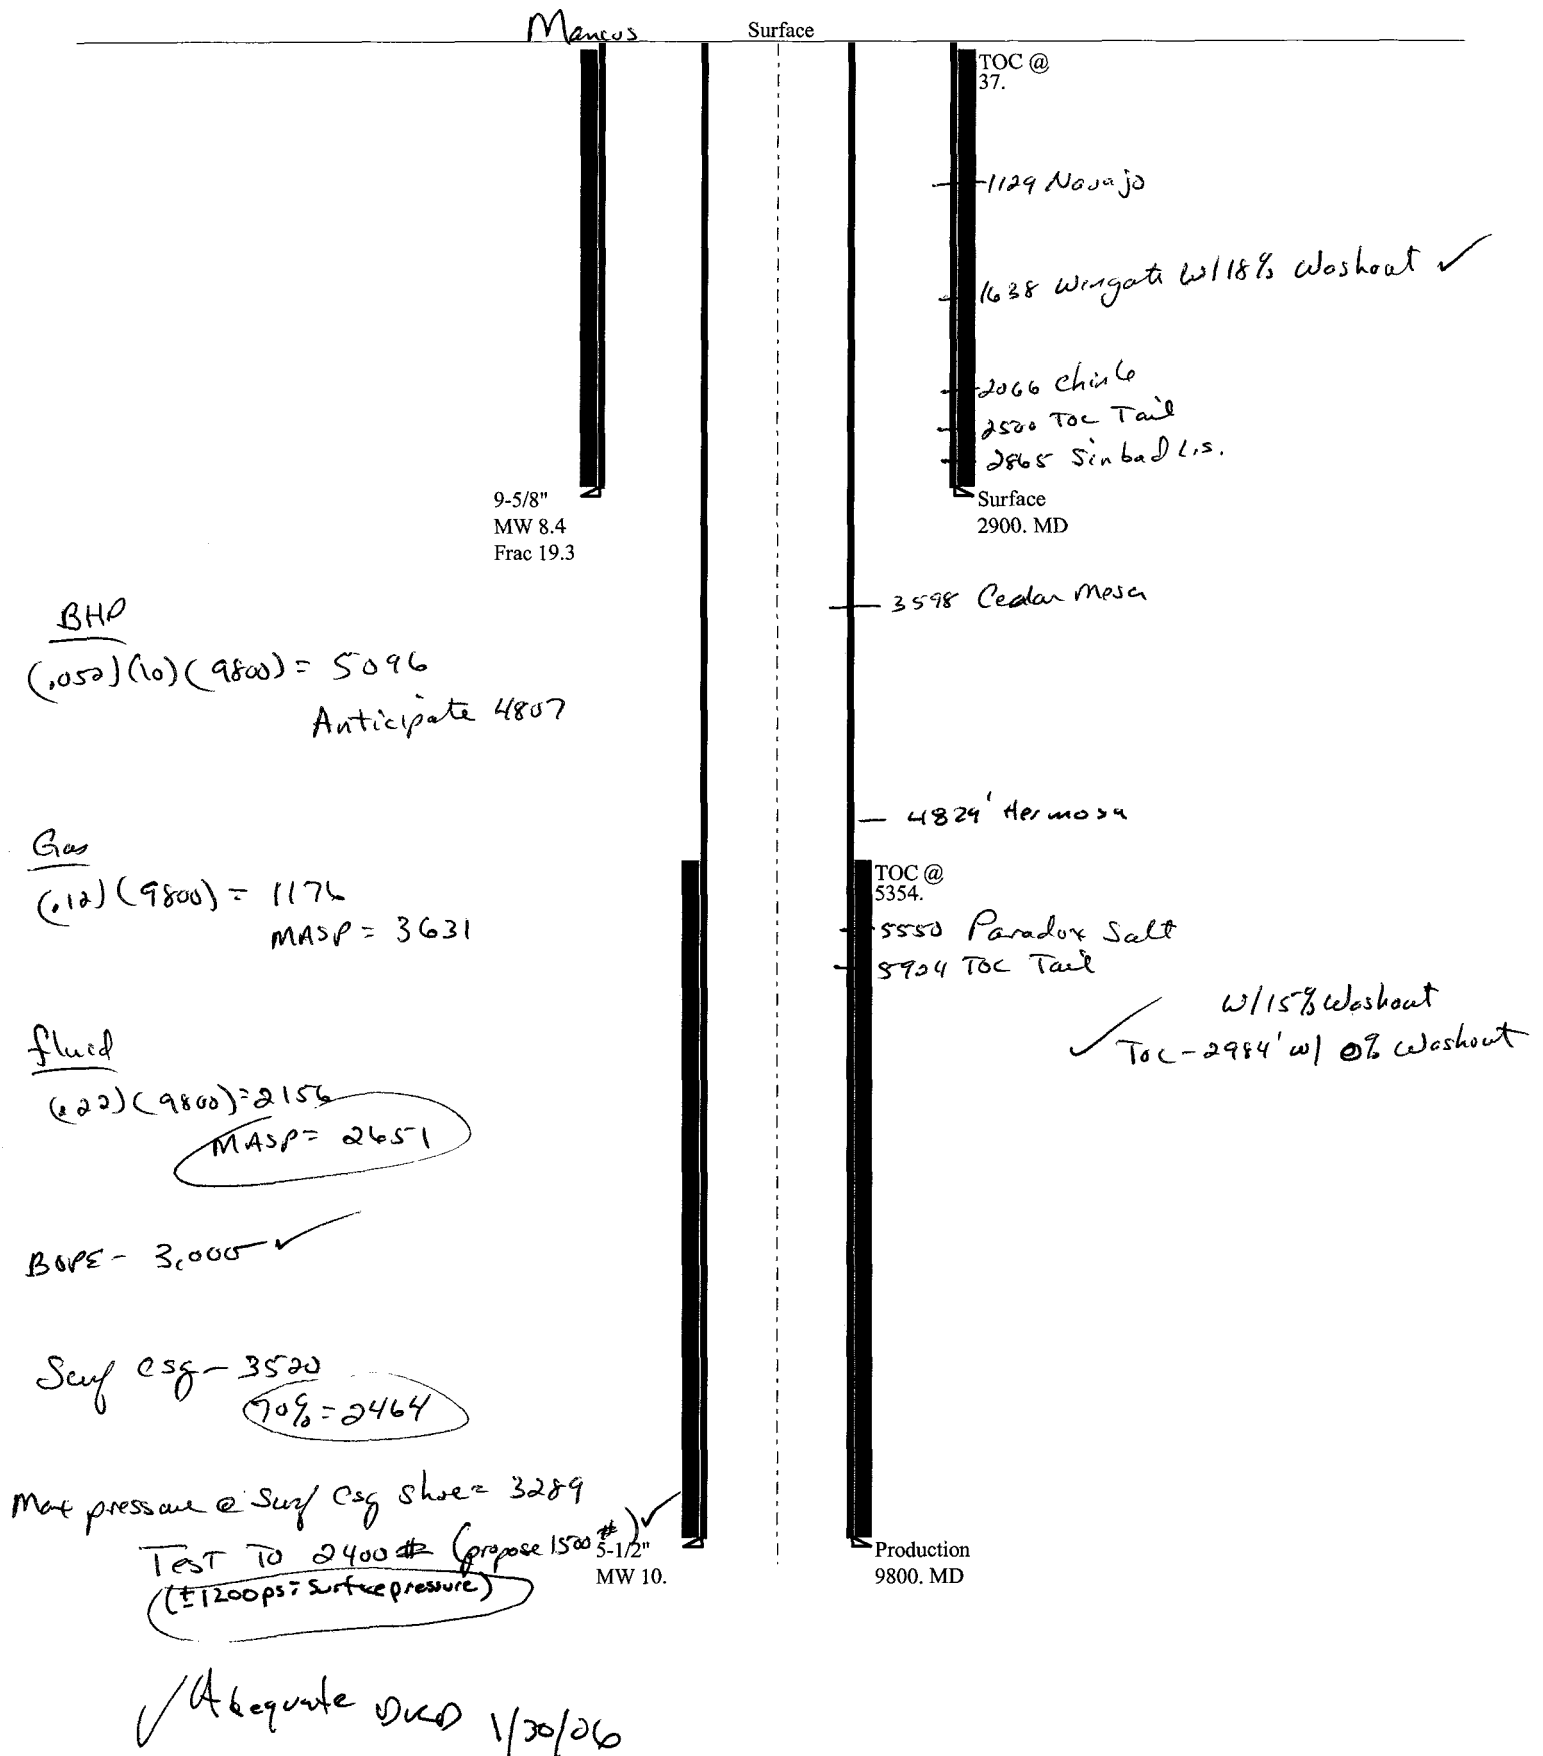 Mancos
Surface
TOC @
37.
1129 Navajo
1638 Wingate w/18% Washout ✓
2066 Chinle
2500 TOC Tail
2865 Sinbad L.S.
9-5/8"
MW 8.4
Frac 19.3
Surface
2900. MD
3598 Cedar Mesa
BHP
(.052)(10)(9800) = 5096
Anticipate 4807
4829' Hermosa
Gas
(.12)(9800) = 1176
MASP = 3631
TOC @
5354.
5550 Paradox Salt
5924 TOC Tail
w/15% Washout
✓ TOC - 2984' w/ 0% Washout
fluid
(.22)(9800) = 2156
MASP = 2651
BOPE - 3,000 ✓
Surf csg - 3520
70% = 2464
Max pressure @ Surf csg shoe = 3289
Test To 2400 # (propose 1500 #) ✓
(±1200 psi surface pressure)
5-1/2"
MW 10.
Production
9800. MD
✓ Adequate DKD 1/30/06